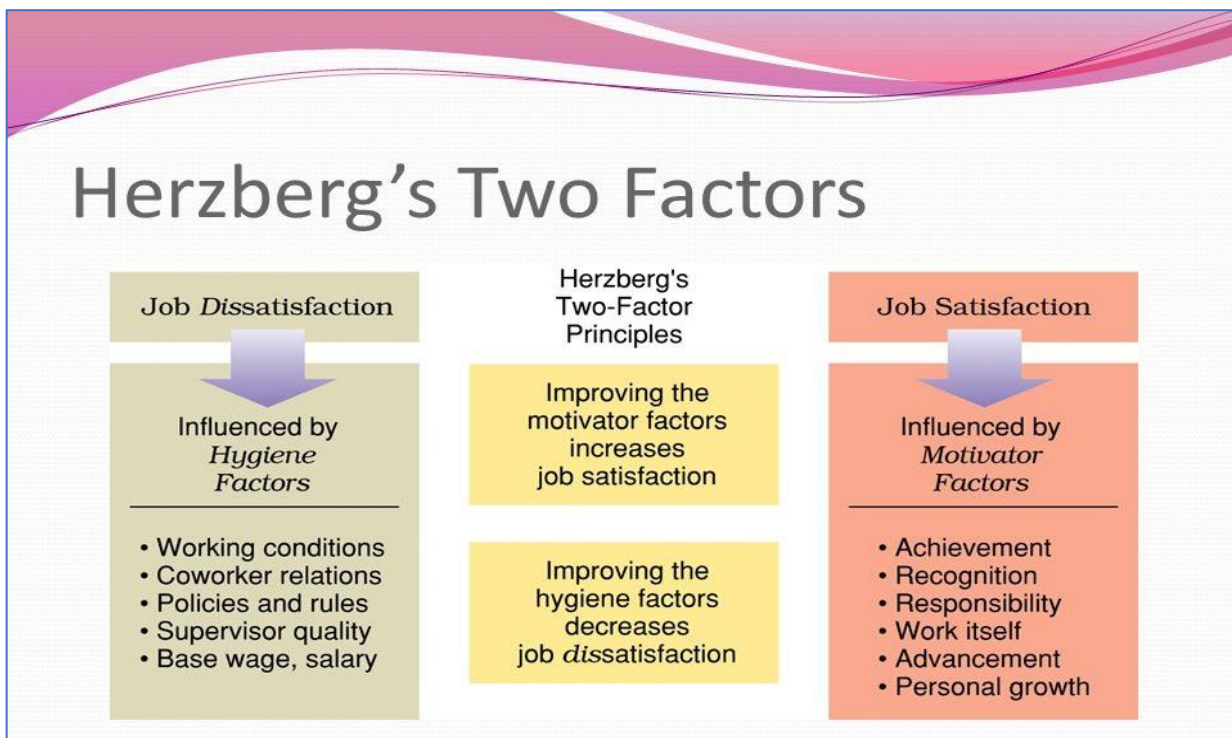 Herzberg’s Two Factors
Job Dissatisfaction
Influenced by
Hygiene
Factors
• Working conditions
• Coworker relations
• Policies and rules
• Supervisor quality
• Base wage, salary
Herzberg's
Two-Factor
Principles
Improving the
motivator factors
increases
job satisfaction
Improving the
hygiene factors
decreases
job dissatisfaction
Job Satisfaction
Influenced by
Motivator
Factors
• Achievement
• Recognition
• Responsibility
• Work itself
• Advancement
• Personal growth